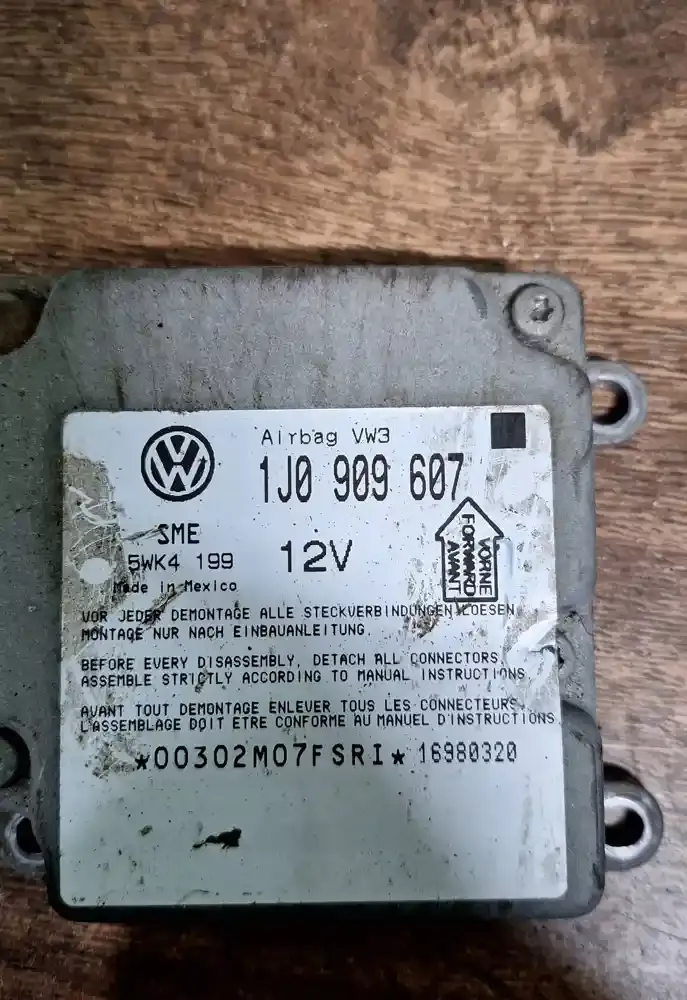 Airbag VW3
1J0 909 607
SME
5WK4 199
12V
VORNE
FORWARD
AVANT
Made in Mexico
VOR JEDER DEMONTAGE ALLE STECKVERBINDUNGEN LOESEN,
MONTAGE NUR NACH EINBAUANLEITUNG.
BEFORE EVERY DISASSEMBLY, DETACH ALL CONNECTORS,
ASSEMBLE STRICTLY ACCORDING TO MANUAL INSTRUCTIONS
AVANT TOUT DEMONTAGE ENLEVER TOUS LES CONNECTEURS,
L'ASSEMBLAGE DOIT ETRE CONFORME AU MANUEL D'INSTRUCTIONS
*00302M07FSRI* 16980320